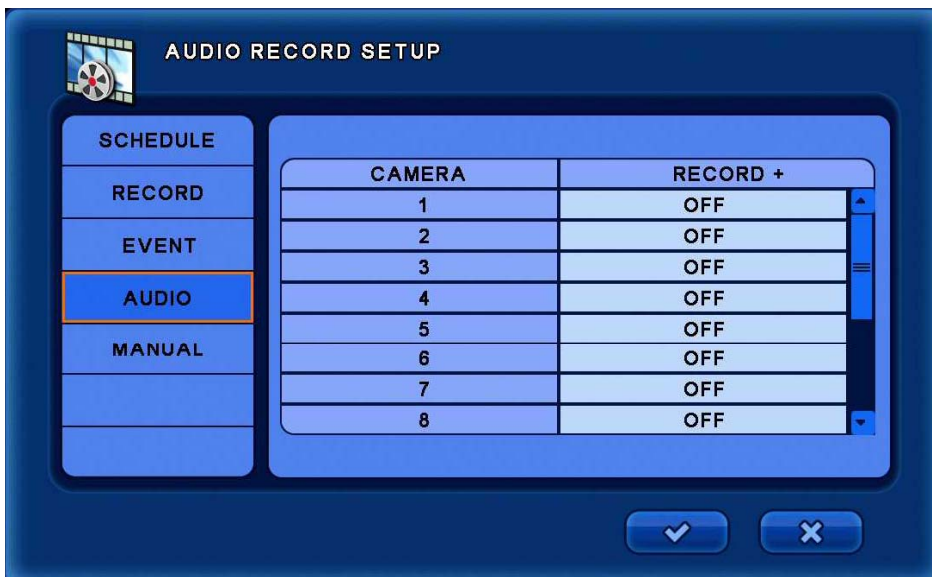 AUDIO RECORD SETUP
SCHEDULE
RECORD
EVENT
AUDIO
MANUAL
CAMERA RECORD +
1 OFF
2 OFF
3 OFF
4 OFF
5 OFF
6 OFF
7 OFF
8 OFF